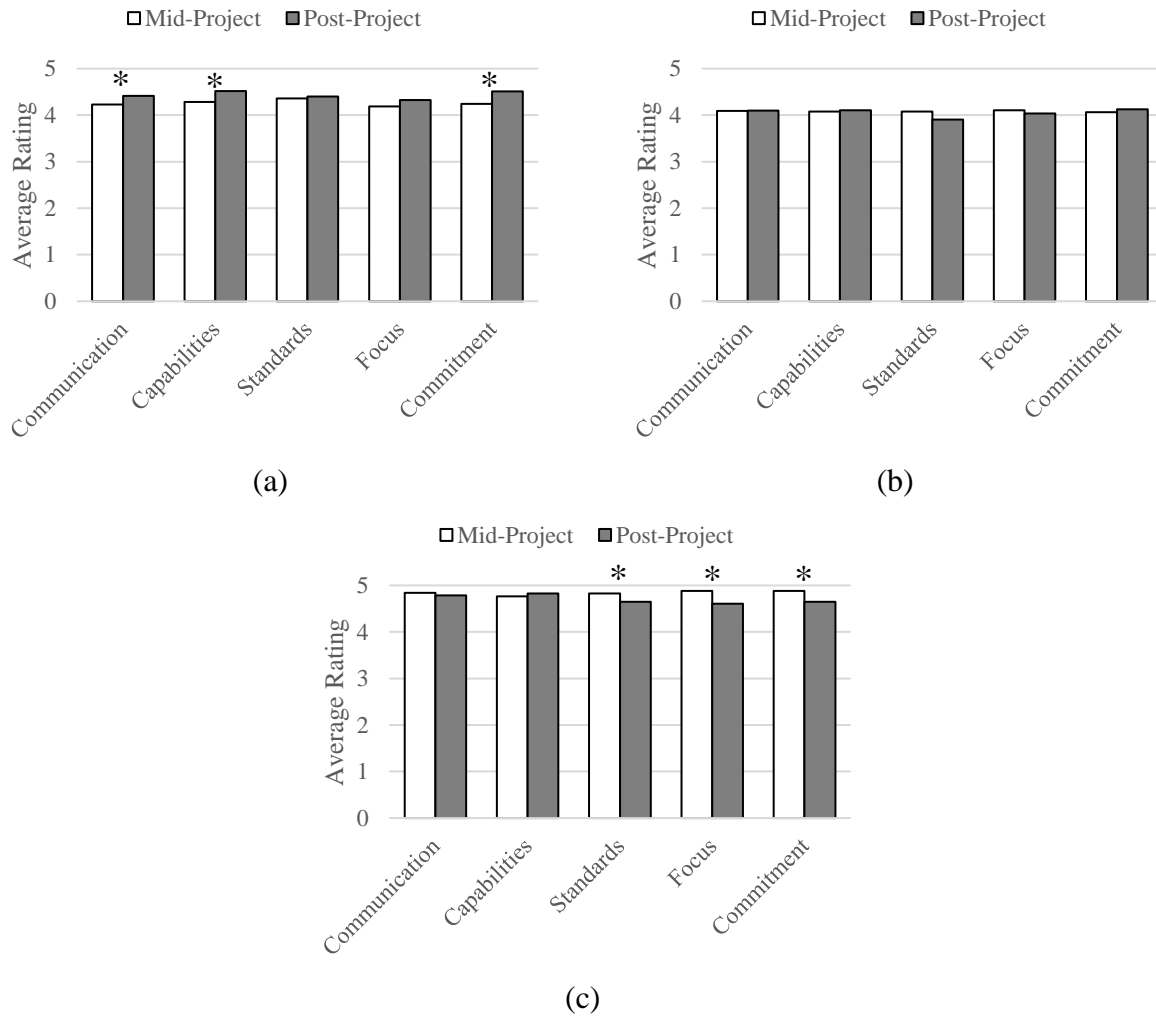 Mid-Project Post-Project
* * *
Average Rating
5
4
3
2
1
0
Communication
Capabilities
Standards
Focus
Commitment
(a)
Mid-Project Post-Project
Average Rating
5
4
3
2
1
0
Communication
Capabilities
Standards
Focus
Commitment
(b)
Mid-Project Post-Project
* * *
Average Rating
5
4
3
2
1
0
Communication
Capabilities
Standards
Focus
Commitment
(c)